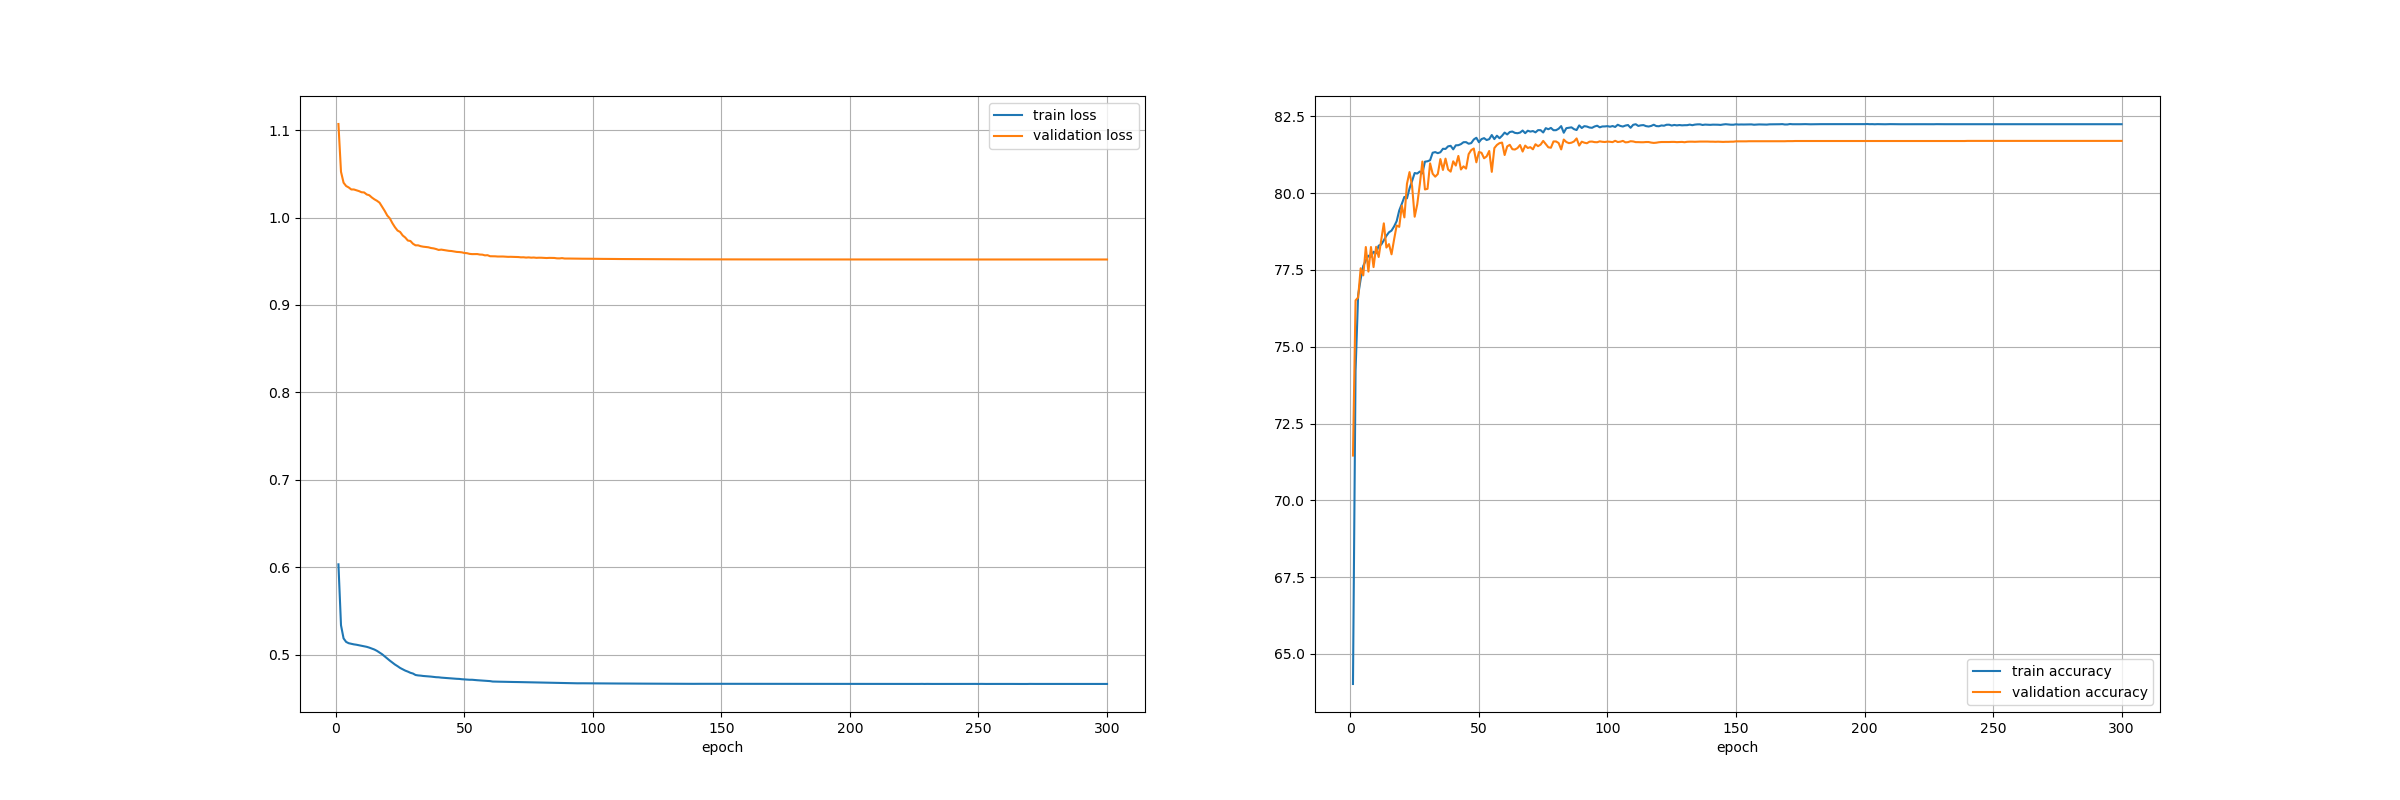 train loss
validation loss
1.1
1.0
0.9
0.8
0.7
0.6
0.5
0 50 100 150 200 250 300
epoch
train accuracy
validation accuracy
82.5
80.0
77.5
75.0
72.5
70.0
67.5
65.0
0 50 100 150 200 250 300
epoch